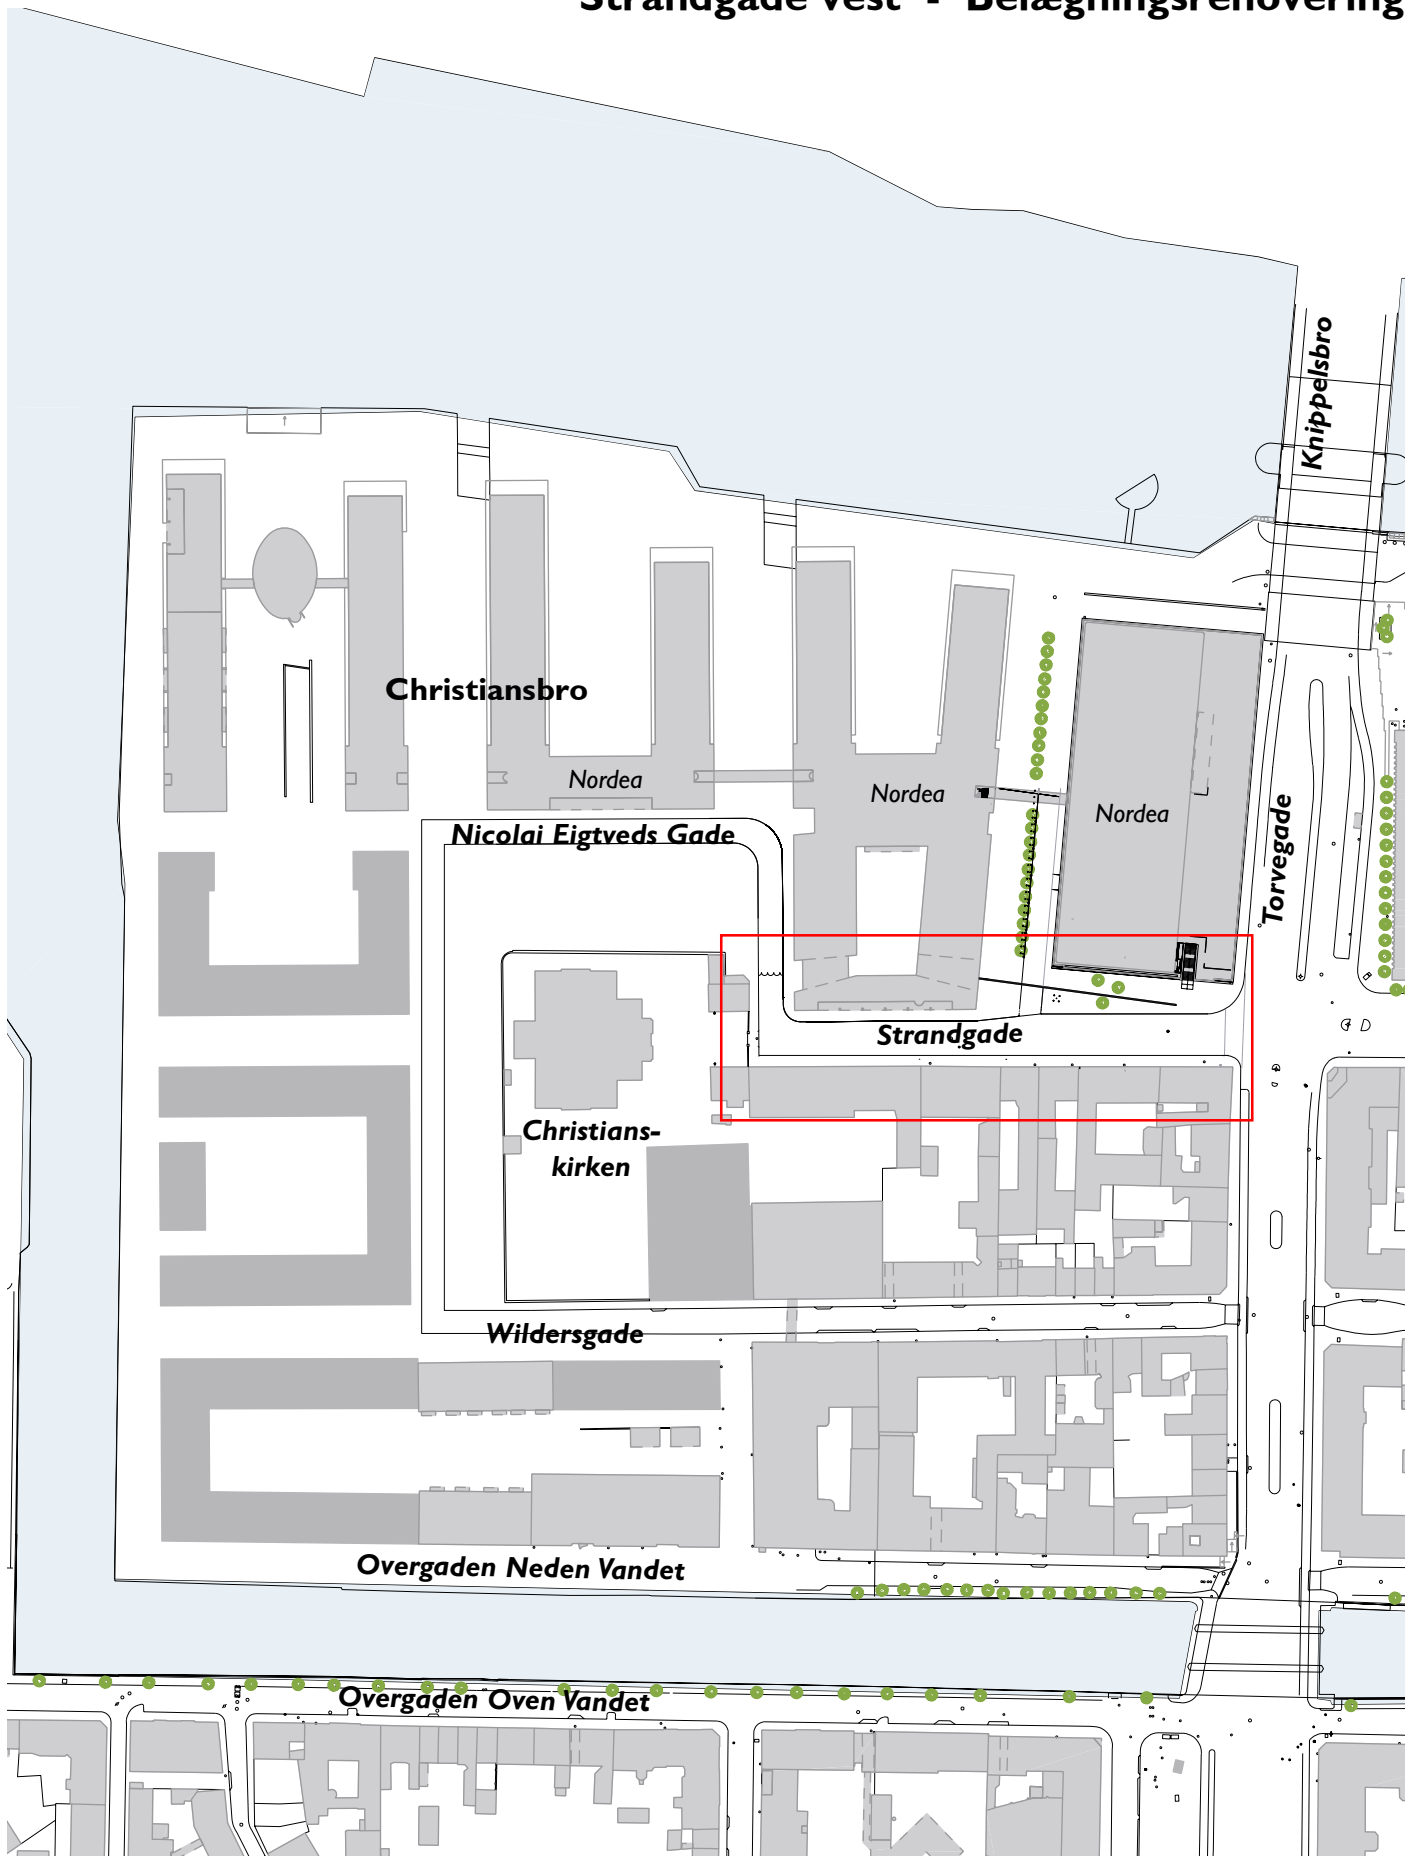 Strandgade Vest - Belægningsrenovering
Knippelsbro
Christiansbro
Nordea
Nordea
Nordea
Torvegade
Nicolai Eigtveds Gade
Strandgade
Christians-
kirken
Wildersgade
Overgaden Neden Vandet
Overgaden Oven Vandet